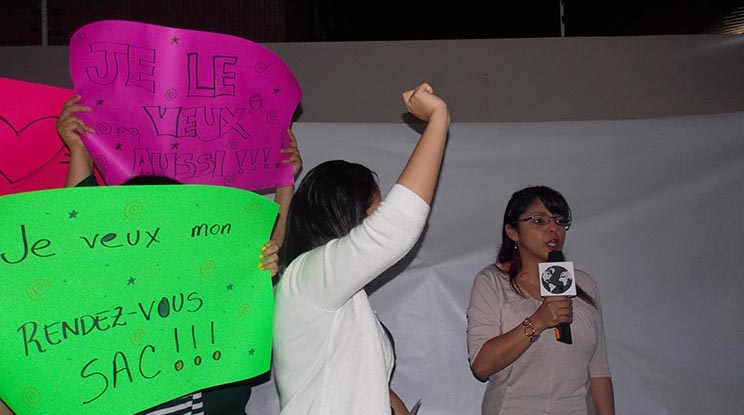 JE LE
VEUX
AUSSI!!!!
Je veux mon
RENDEZ-VOUS
SAC!!!